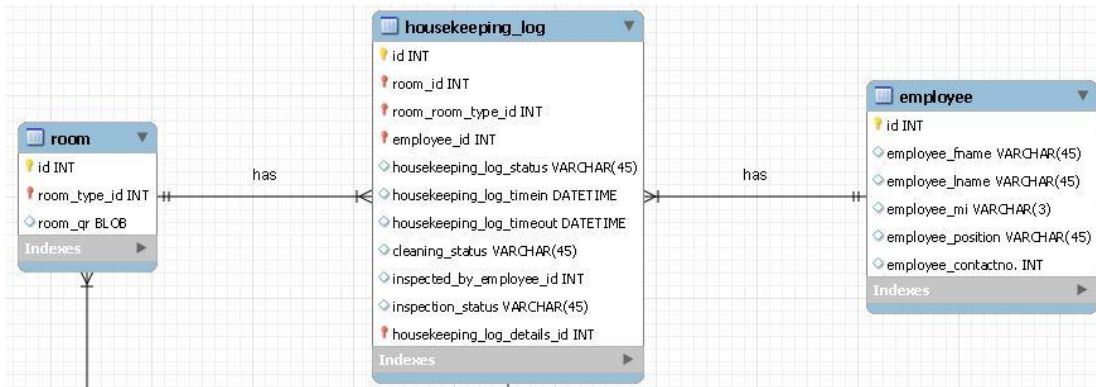 housekeeping_log
id INT
room_id INT
room_room_type_id INT
employee_id INT
housekeeping_log_status VARCHAR(45)
housekeeping_log_timein DATETIME
housekeeping_log_timeout DATETIME
cleaning_status VARCHAR(45)
inspected_by_employee_id INT
inspection_status VARCHAR(45)
housekeeping_log_details_id INT
Indexes
room
id INT
room_type_id INT
room_qr BLOB
Indexes
has
has
employee
id INT
employee_fname VARCHAR(45)
employee_lname VARCHAR(45)
employee_mi VARCHAR(3)
employee_position VARCHAR(45)
employee_contactno. INT
Indexes